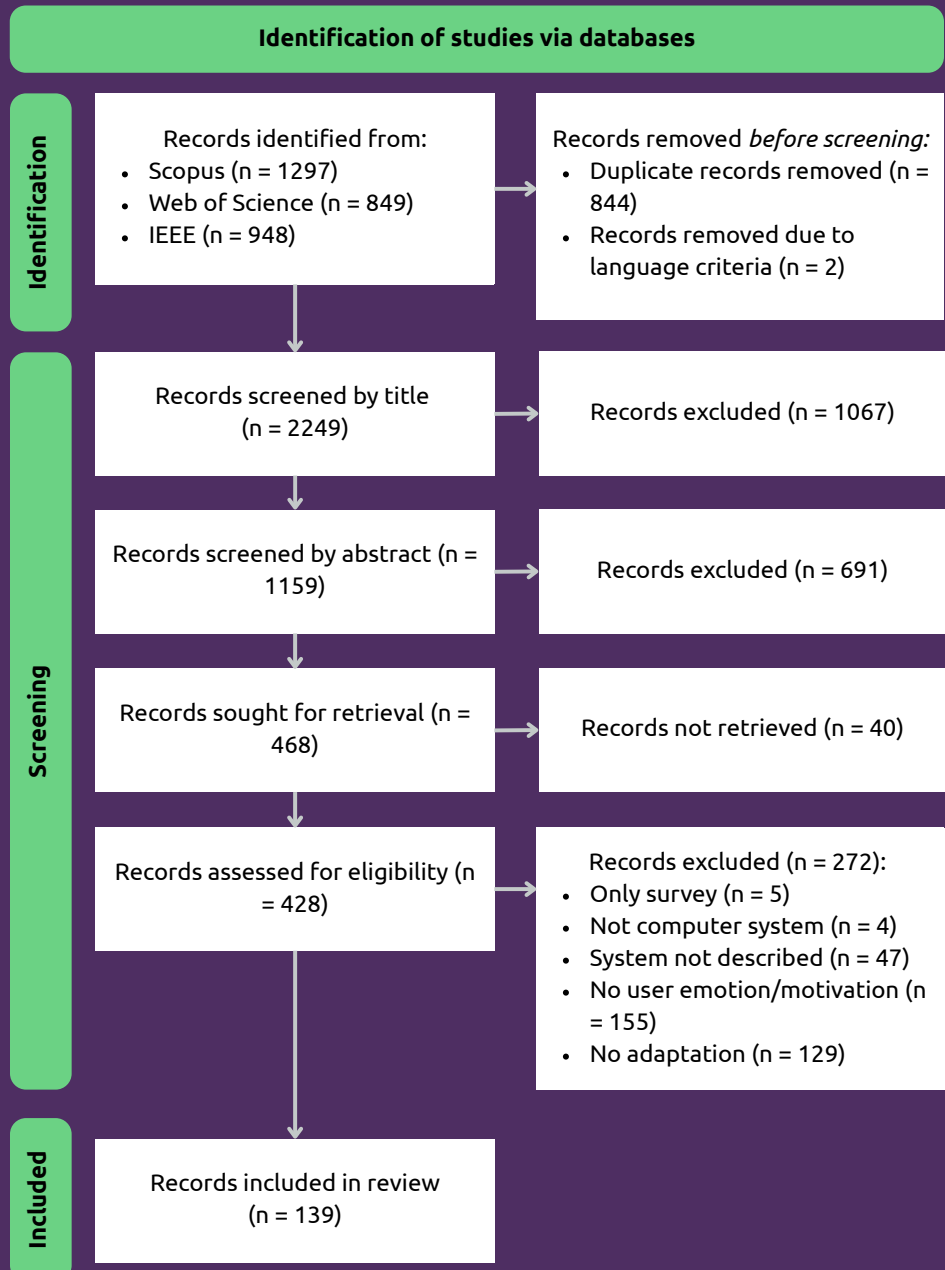 Identification of studies via databases
Identification
Records identified from:
• Scopus (n = 1297)
• Web of Science (n = 849)
• IEEE (n = 948)
Records removed before screening:
• Duplicate records removed (n =
844)
• Records removed due to
language criteria (n = 2)
Screening
Records screened by title
(n = 2249)
Records excluded (n = 1067)
Records screened by abstract (n =
1159)
Records excluded (n = 691)
Records sought for retrieval (n =
468)
Records not retrieved (n = 40)
Records assessed for eligibility (n
= 428)
Records excluded (n = 272):
• Only survey (n = 5)
• Not computer system (n = 4)
• System not described (n = 47)
• No user emotion/motivation (n
= 155)
• No adaptation (n = 129)
Included
Records included in review
(n = 139)